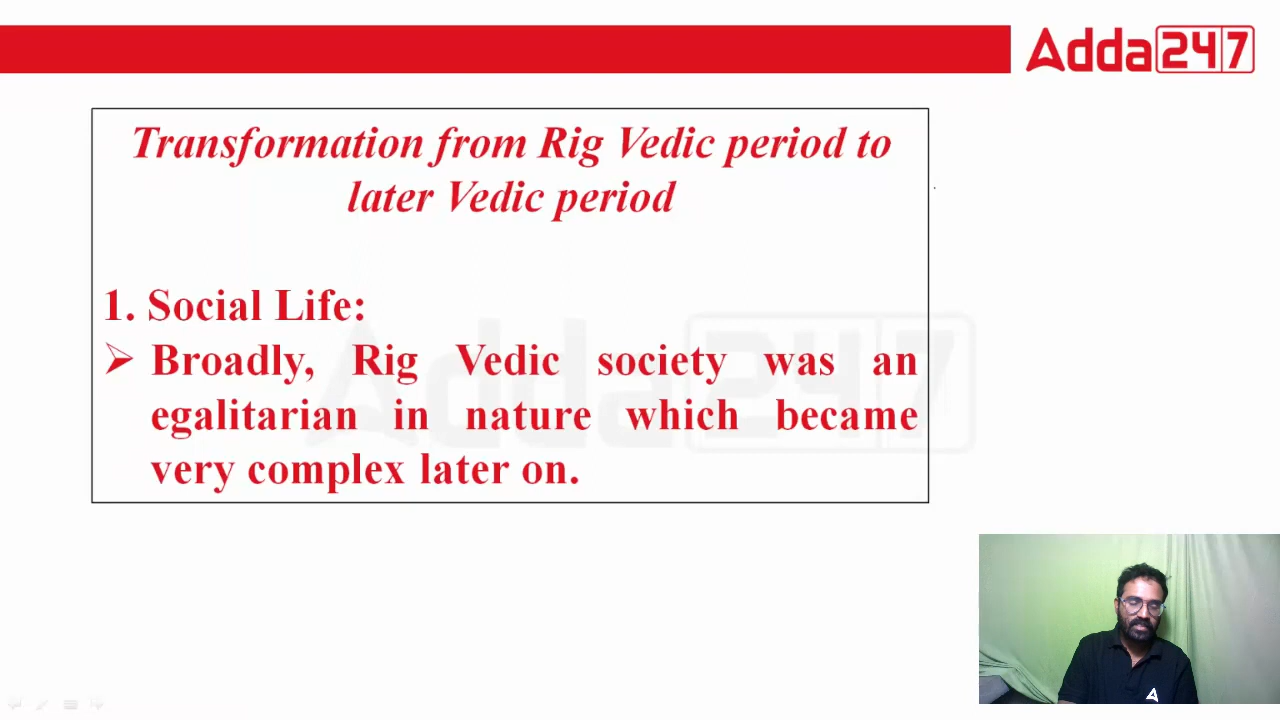 Adda247
Transformation from Rig Vedic period to
later Vedic period
1. Social Life:
➢ Broadly, Rig Vedic society was an
egalitarian in nature which became
very complex later on.
Adda247